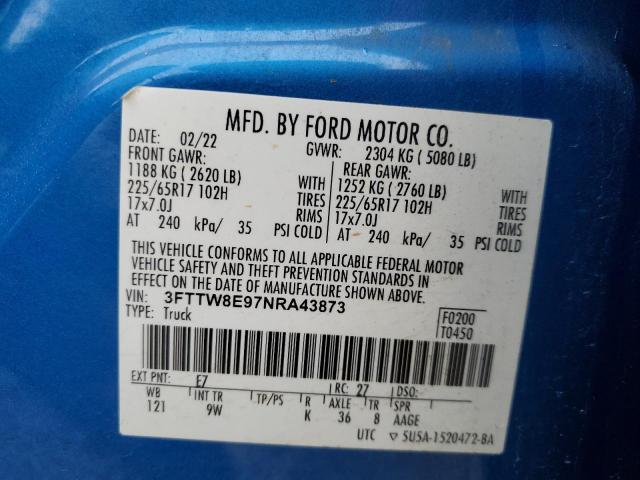 MFD. BY FORD MOTOR CO.
DATE: 02/22 GVWR: 2304 KG ( 5080 LB)
FRONT GAWR: REAR GAWR:
1188 KG ( 2620 LB) WITH 1252 KG ( 2760 LB) WITH
225/65R17 102H TIRES 225/65R17 102H TIRES
17x7.0J RIMS 17x7.0J RIMS
AT 240 kPa/ 35 PSI COLD AT 240 kPa/ 35 PSI COLD
THIS VEHICLE CONFORMS TO ALL APPLICABLE FEDERAL MOTOR
VEHICLE SAFETY AND THEFT PREVENTION STANDARDS IN
EFFECT ON THE DATE OF MANUFACTURE SHOWN ABOVE.
VIN: 3FTTW8E97NRA43873 F0200
TYPE: Truck T0450
EXT PNT: E7 RC: 27 DSO:
WB INT TR TP/PS R AXLE TR SPR
121 9W K 36 8 AAGE
UTC ▽ 5U5A-1520472-BA